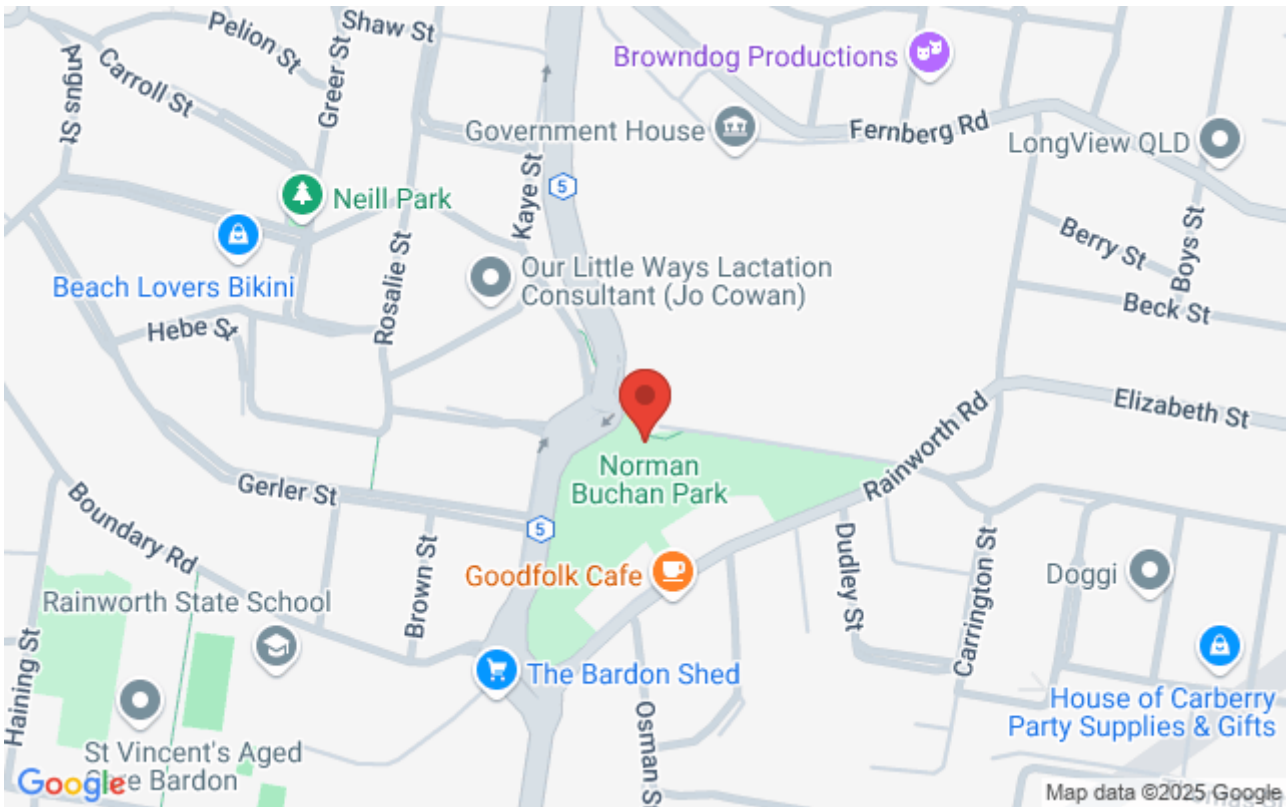 Pelion St
Shaw St
Angus St
Carroll St
Greer St
Browndog Productions
Government House
Fernberg Rd
LongView QLD
Neill Park
Kaye St
5
Beach Lovers Bikini
Rosalie St
Our Little Ways Lactation
Consultant (Jo Cowan)
Berry St
Boys St
Beck St
Hebe St
Elizabeth St
Rainworth Rd
Norman
Buchan Park
Gerler St
5
Boundary Rd
Brown St
Goodfolk Cafe
Dudley St
Carrington St
Doggi
Rainworth State School
Haining St
The Bardon Shed
Osman St
House of Carberry
Party Supplies & Gifts
St Vincent's Aged
Care Bardon
Google
Map data ©2025 Google